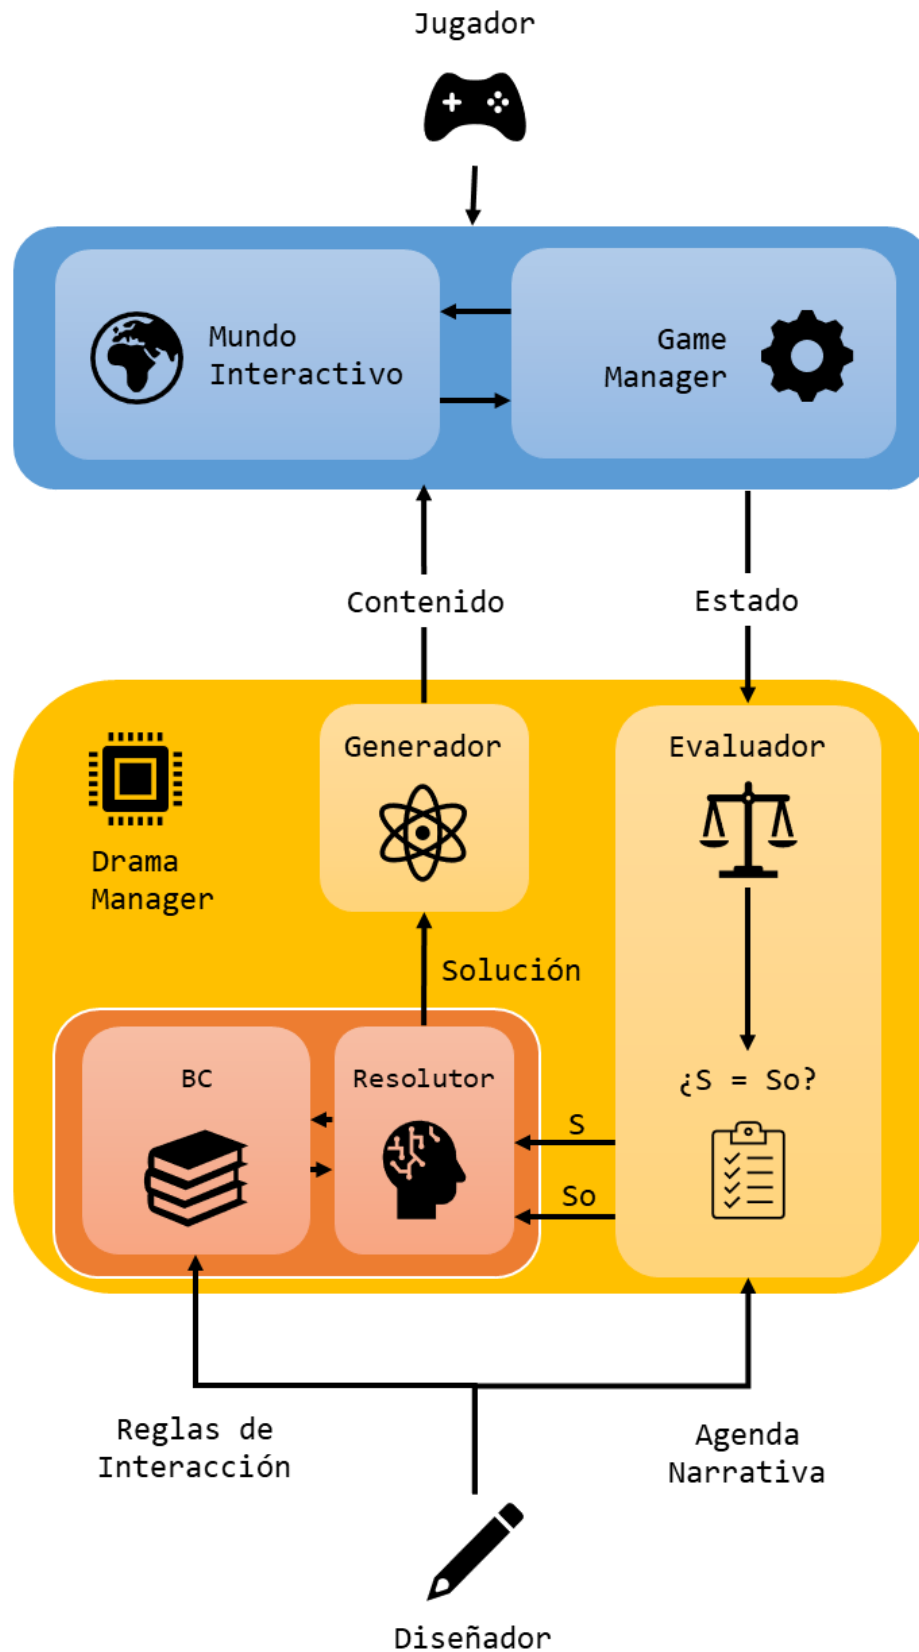 Jugador
Mundo
Interactivo
Game
Manager
Contenido
Estado
Generador
Evaluador
Drama
Manager
Solución
BC
Resolutor
¿S = So?
S
So
Reglas de
Interacción
Agenda
Narrativa
Diseñador